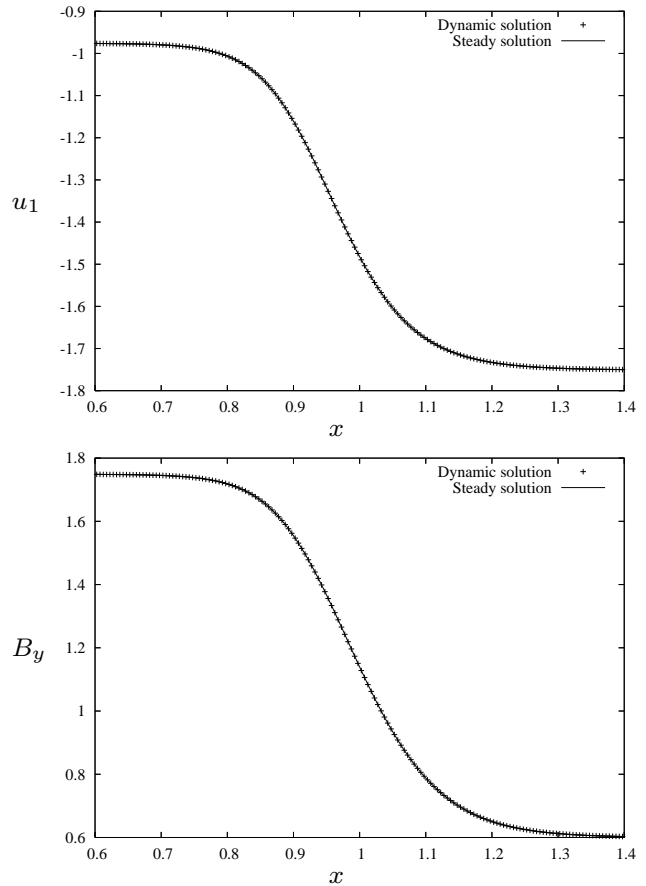 -0.9
Dynamic solution
Steady solution
-1
-1.1
-1.2
-1.3
u1
-1.4
-1.5
-1.6
-1.7
-1.8
0.6 0.7 0.8 0.9 1 1.1 1.2 1.3 1.4
x
1.8
Dynamic solution
Steady solution
1.6
1.4
1.2
By
1
0.8
0.6
0.6 0.7 0.8 0.9 1 1.1 1.2 1.3 1.4
x